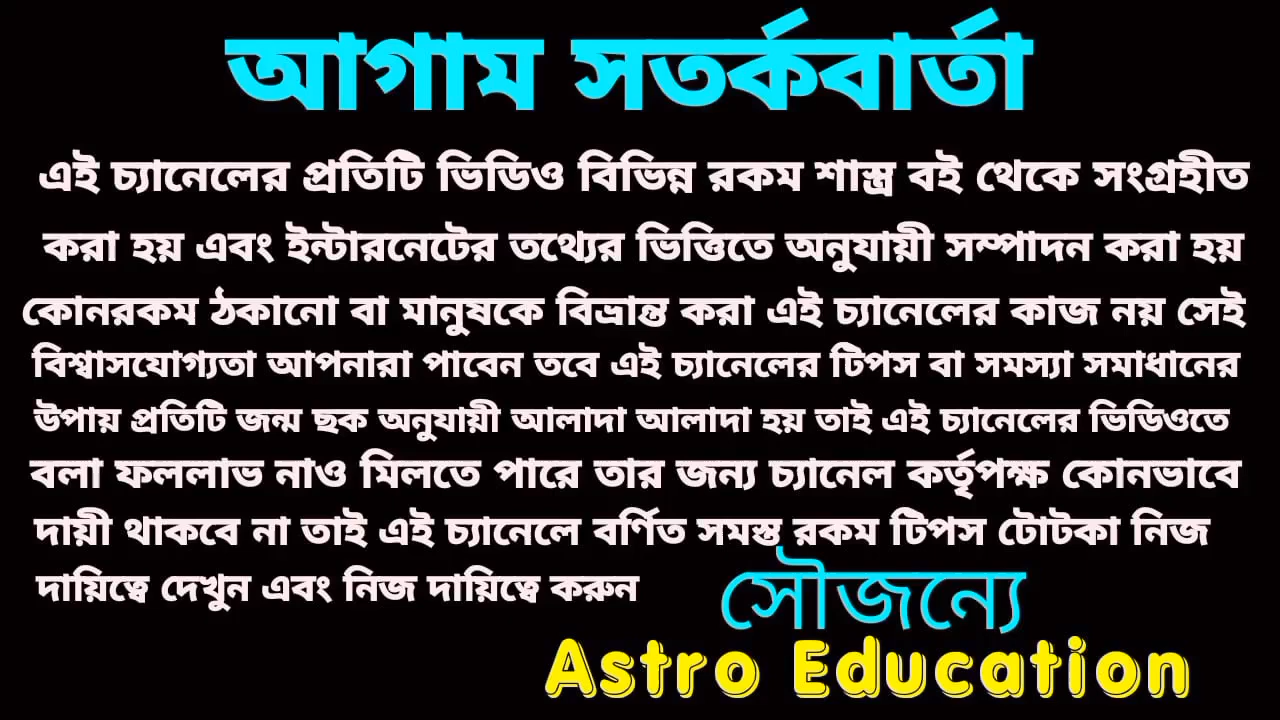 আগাম সতর্কবার্তা
এই চ্যানেলের প্রতিটি ভিডিও বিভিন্ন রকম শাস্ত্র বই থেকে সংগ্রহীত
করা হয় এবং ইন্টারনেটের তথ্যের ভিত্তিতে অনুযায়ী সম্পাদন করা হয়
কোনরকম ঠকানো বা মানুষকে বিভ্রান্ত করা এই চ্যানেলের কাজ নয় সেই
বিশ্বাসযোগ্যতা আপনারা পাবেন তবে এই চ্যানেলের টিপস বা সমস্যা সমাধানের
উপায় প্রতিটি জন্ম ছক অনুযায়ী আলাদা আলাদা হয় তাই এই চ্যানেলের ভিডিওতে
বলা ফললাভ নাও মিলতে পারে তার জন্য চ্যানেল কর্তৃপক্ষ কোনভাবে
দায়ী থাকবে না তাই এই চ্যানেলে বর্ণিত সমস্ত রকম টিপস টোটকা নিজ
দায়িত্বে দেখুন এবং নিজ দায়িত্বে করুন
সৌজন্যে
Astro Education